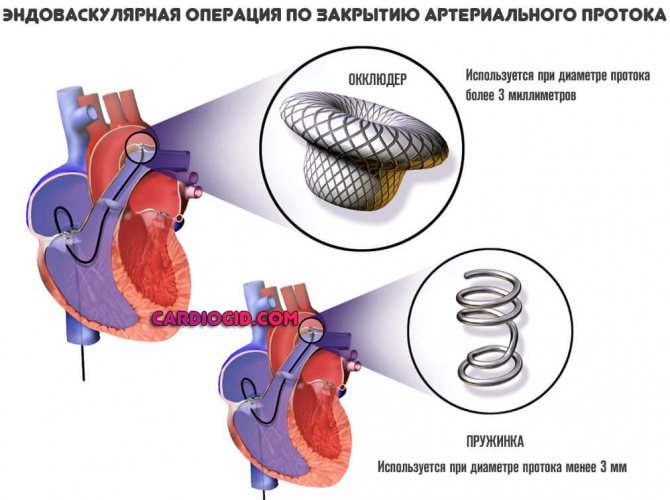 ЭНДОВАСКУЛЯРНАЯ ОПЕРАЦИЯ ПО ЗАКРЫТИЮ АРТЕРИАЛЬНОГО ПРОТОКА
ОККЛЮДЕР
Используется при диаметре протока
более 3 миллиметров
CARDIOGID.COM
ПРУЖИНКА
Используется при диаметре протока менее 3 мм